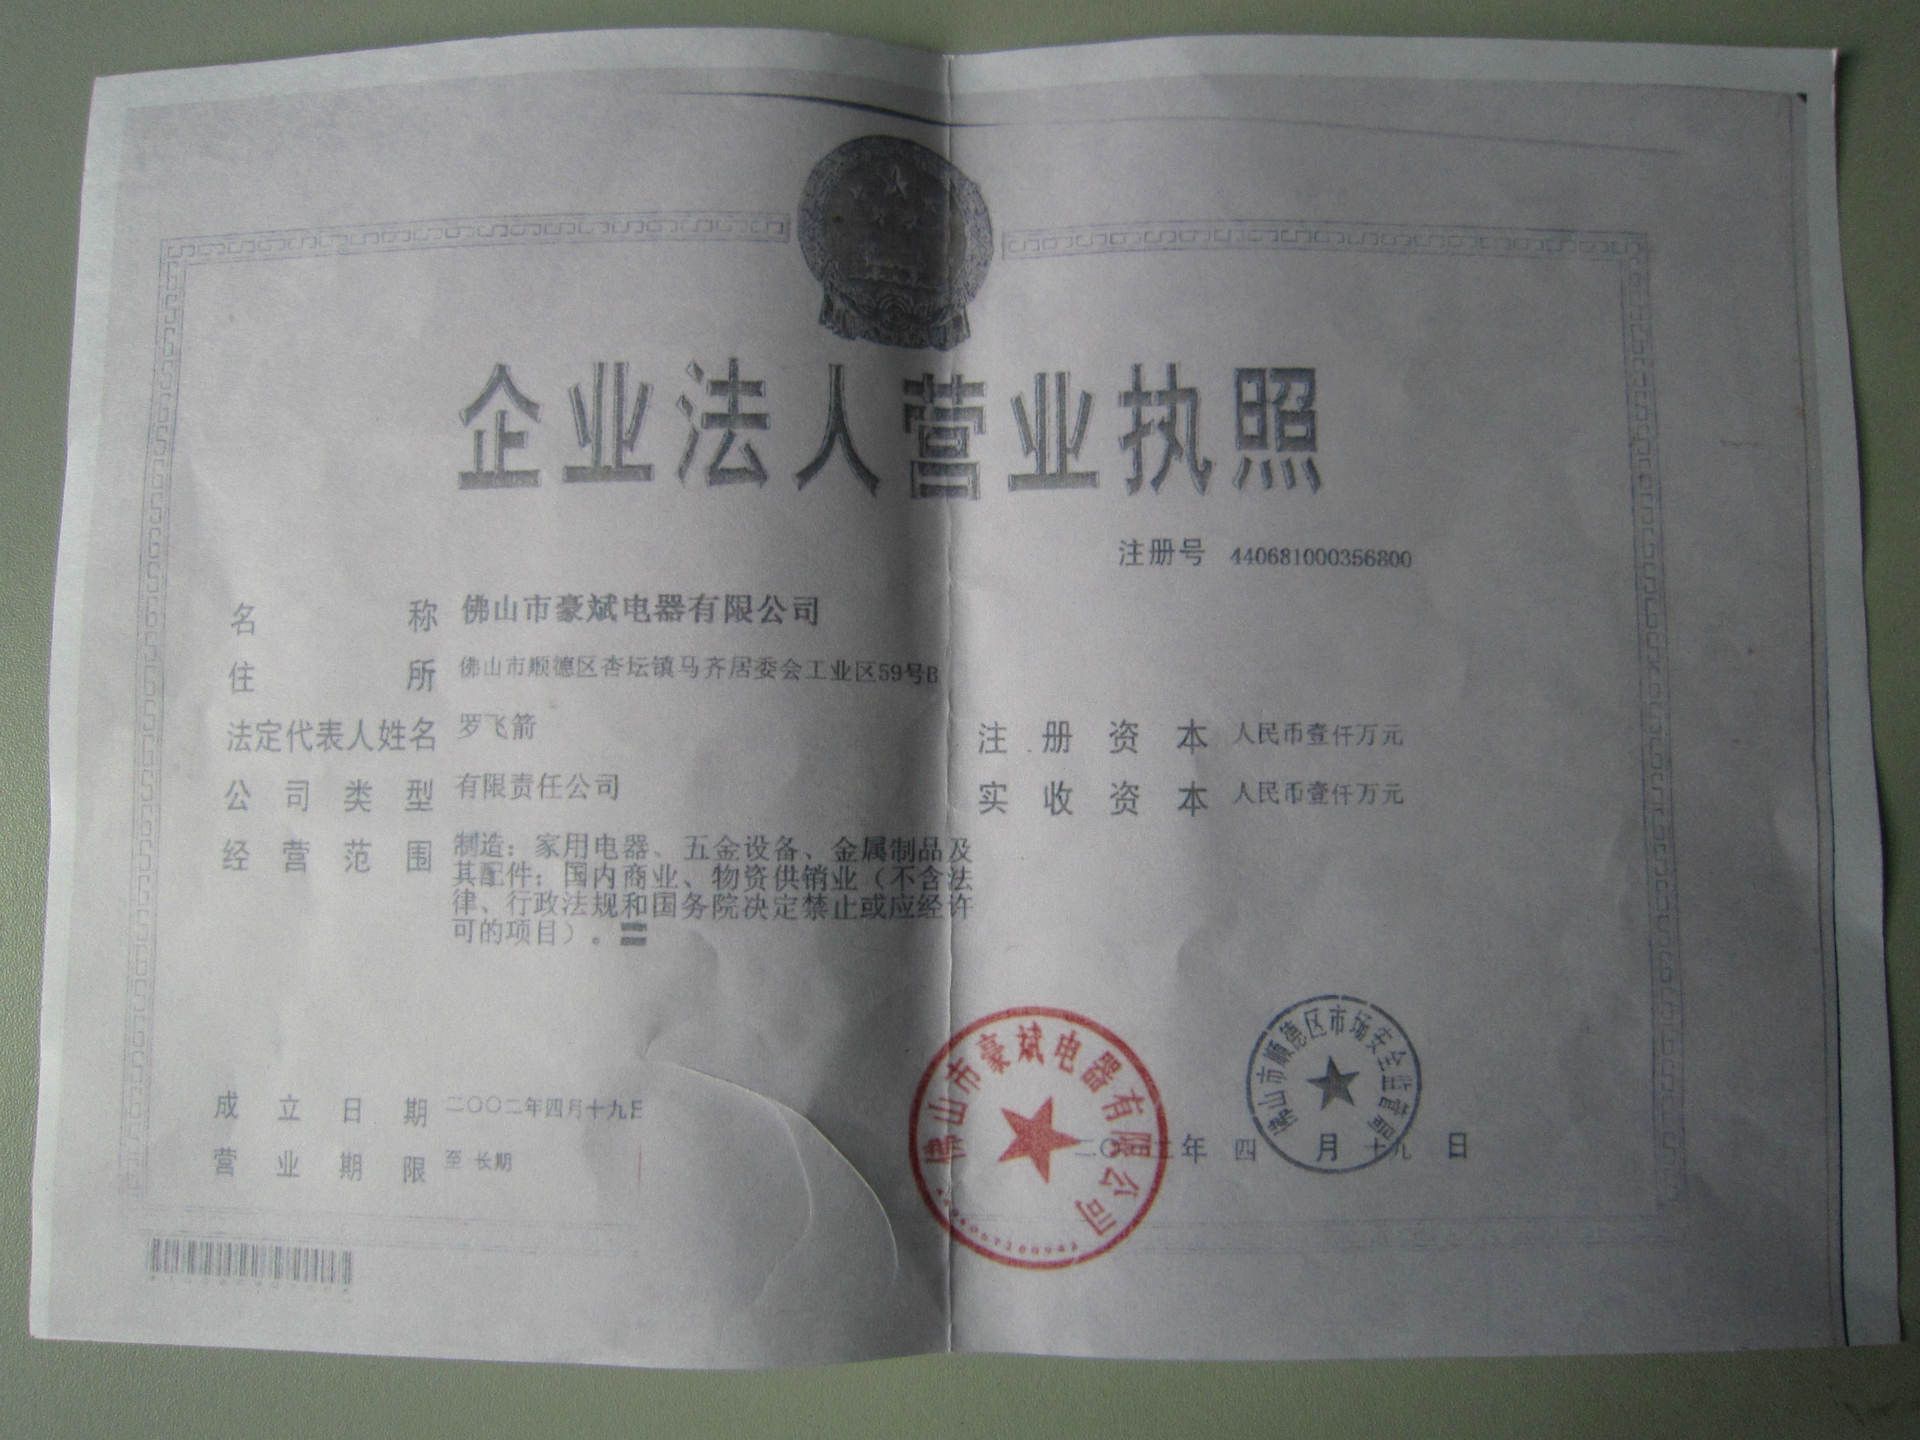 企业法人营业执照
注册号 440681000356800
名称 佛山市豪斌电器有限公司
住所 佛山市顺德区杏坛镇马齐居委会工业区59号B
法定代表人姓名 罗飞箭
注册资本 人民币壹仟万元
公司类型 有限责任公司
实收资本 人民币壹仟万元
经营范围 制造：家用电器、五金设备、金属制品及
其配件；国内商业、物资供销业（不含法
律、行政法规和国务院决定禁止或应经许
可的项目）。
佛山市豪斌电器有限公司
佛山市顺德区市场安全监督局
成立日期 二〇〇二年四月十九日
年 四 月 十九 日
营业期限 至 长期